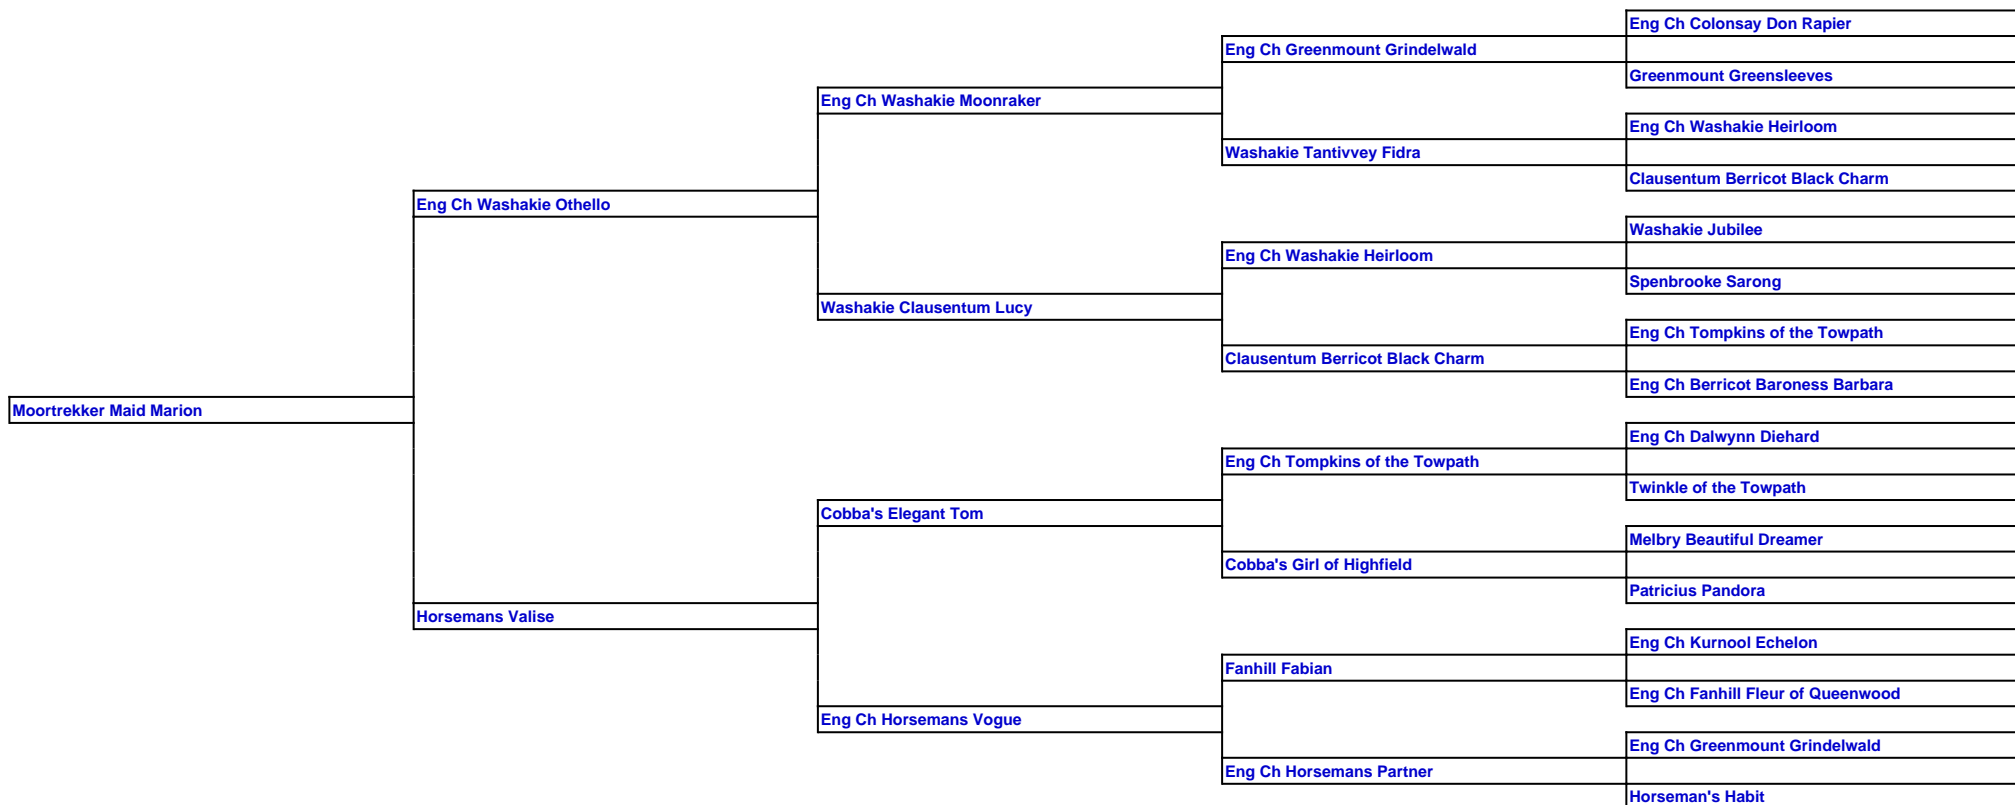 Eng Ch Colonsay Don Rapier
Eng Ch Greenmount Grindelwald
Greenmount Greensleeves
Eng Ch Washakie Moonraker
Eng Ch Washakie Heirloom
Washakie Tantivvey Fidra
Clausentum Berricot Black Charm
Eng Ch Washakie Othello
Washakie Jubilee
Eng Ch Washakie Heirloom
Spenbrooke Sarong
Washakie Clausentum Lucy
Eng Ch Tompkins of the Towpath
Clausentum Berricot Black Charm
Eng Ch Berricot Baroness Barbara
Moortrekker Maid Marion
Eng Ch Dalwynn Diehard
Eng Ch Tompkins of the Towpath
Twinkle of the Towpath
Cobba's Elegant Tom
Melbry Beautiful Dreamer
Cobba's Girl of Highfield
Patricius Pandora
Horsemans Valise
Eng Ch Kurnool Echelon
Fanhill Fabian
Eng Ch Fanhill Fleur of Queenwood
Eng Ch Horsemans Vogue
Eng Ch Greenmount Grindelwald
Eng Ch Horsemans Partner
Horseman's Habit